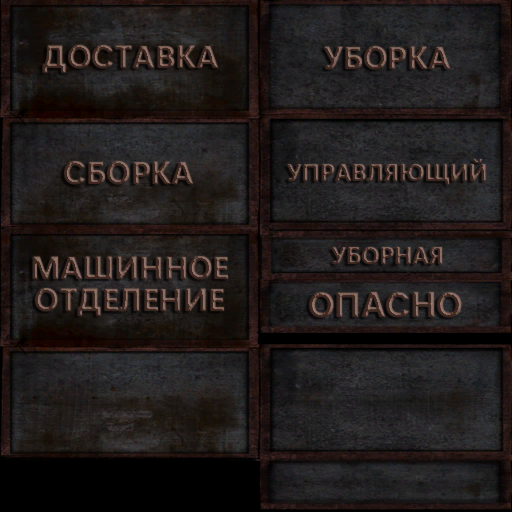 ДОСТАВКА
УБОРКА
СБОРКА
УПРАВЛЯЮЩИЙ
МАШИННОЕ
ОТДЕЛЕНИЕ
УБОРНАЯ
ОПАСНО